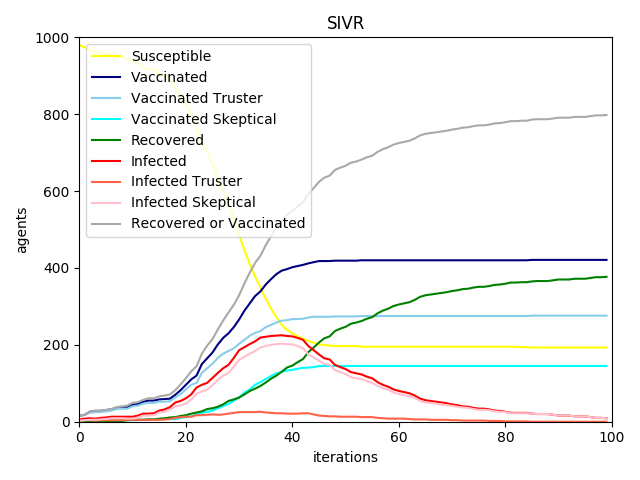 SIVR
1000
800
600
400
200
0
agents
Susceptible
Vaccinated
Vaccinated Truster
Vaccinated Skeptical
Recovered
Infected
Infected Truster
Infected Skeptical
Recovered or Vaccinated
0 20 40 60 80 100
iterations